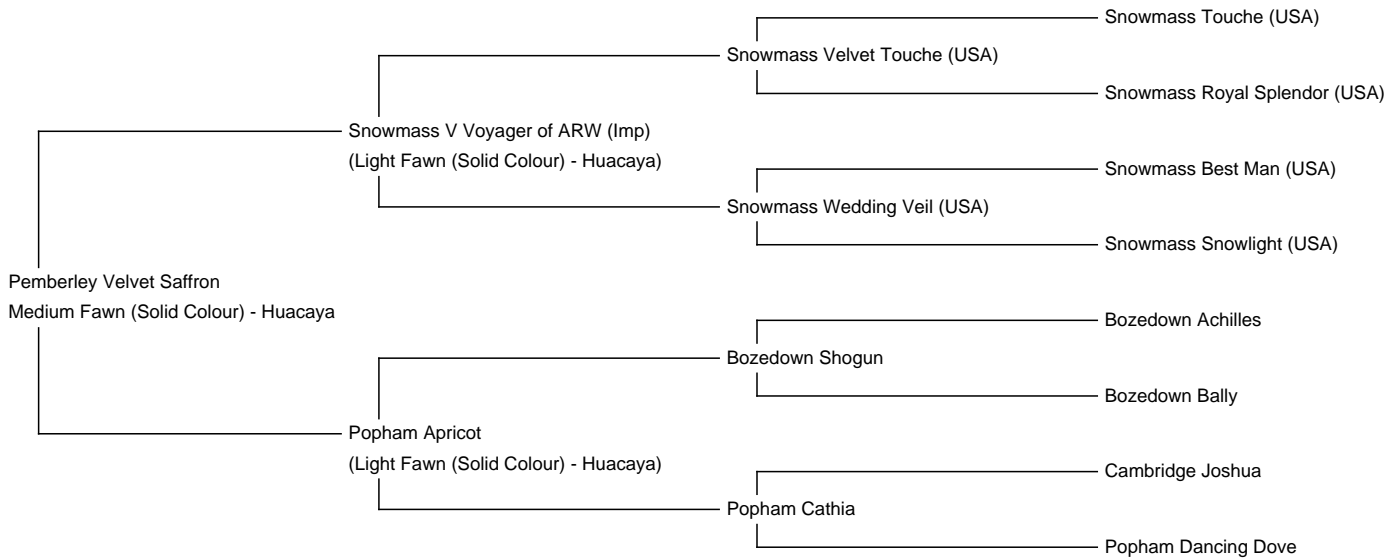 Snowmass Touche (USA)
Snowmass Velvet Touche (USA)
Snowmass Royal Splendor (USA)
Snowmass V Voyager of ARW (Imp)
(Light Fawn (Solid Colour) - Huacaya)
Snowmass Best Man (USA)
Snowmass Wedding Veil (USA)
Snowmass Snowlight (USA)
Pemberley Velvet Saffron
Medium Fawn (Solid Colour) - Huacaya
Bozedown Achilles
Bozedown Shogun
Bozedown Bally
Popham Apricot
(Light Fawn (Solid Colour) - Huacaya)
Cambridge Joshua
Popham Cathia
Popham Dancing Dove